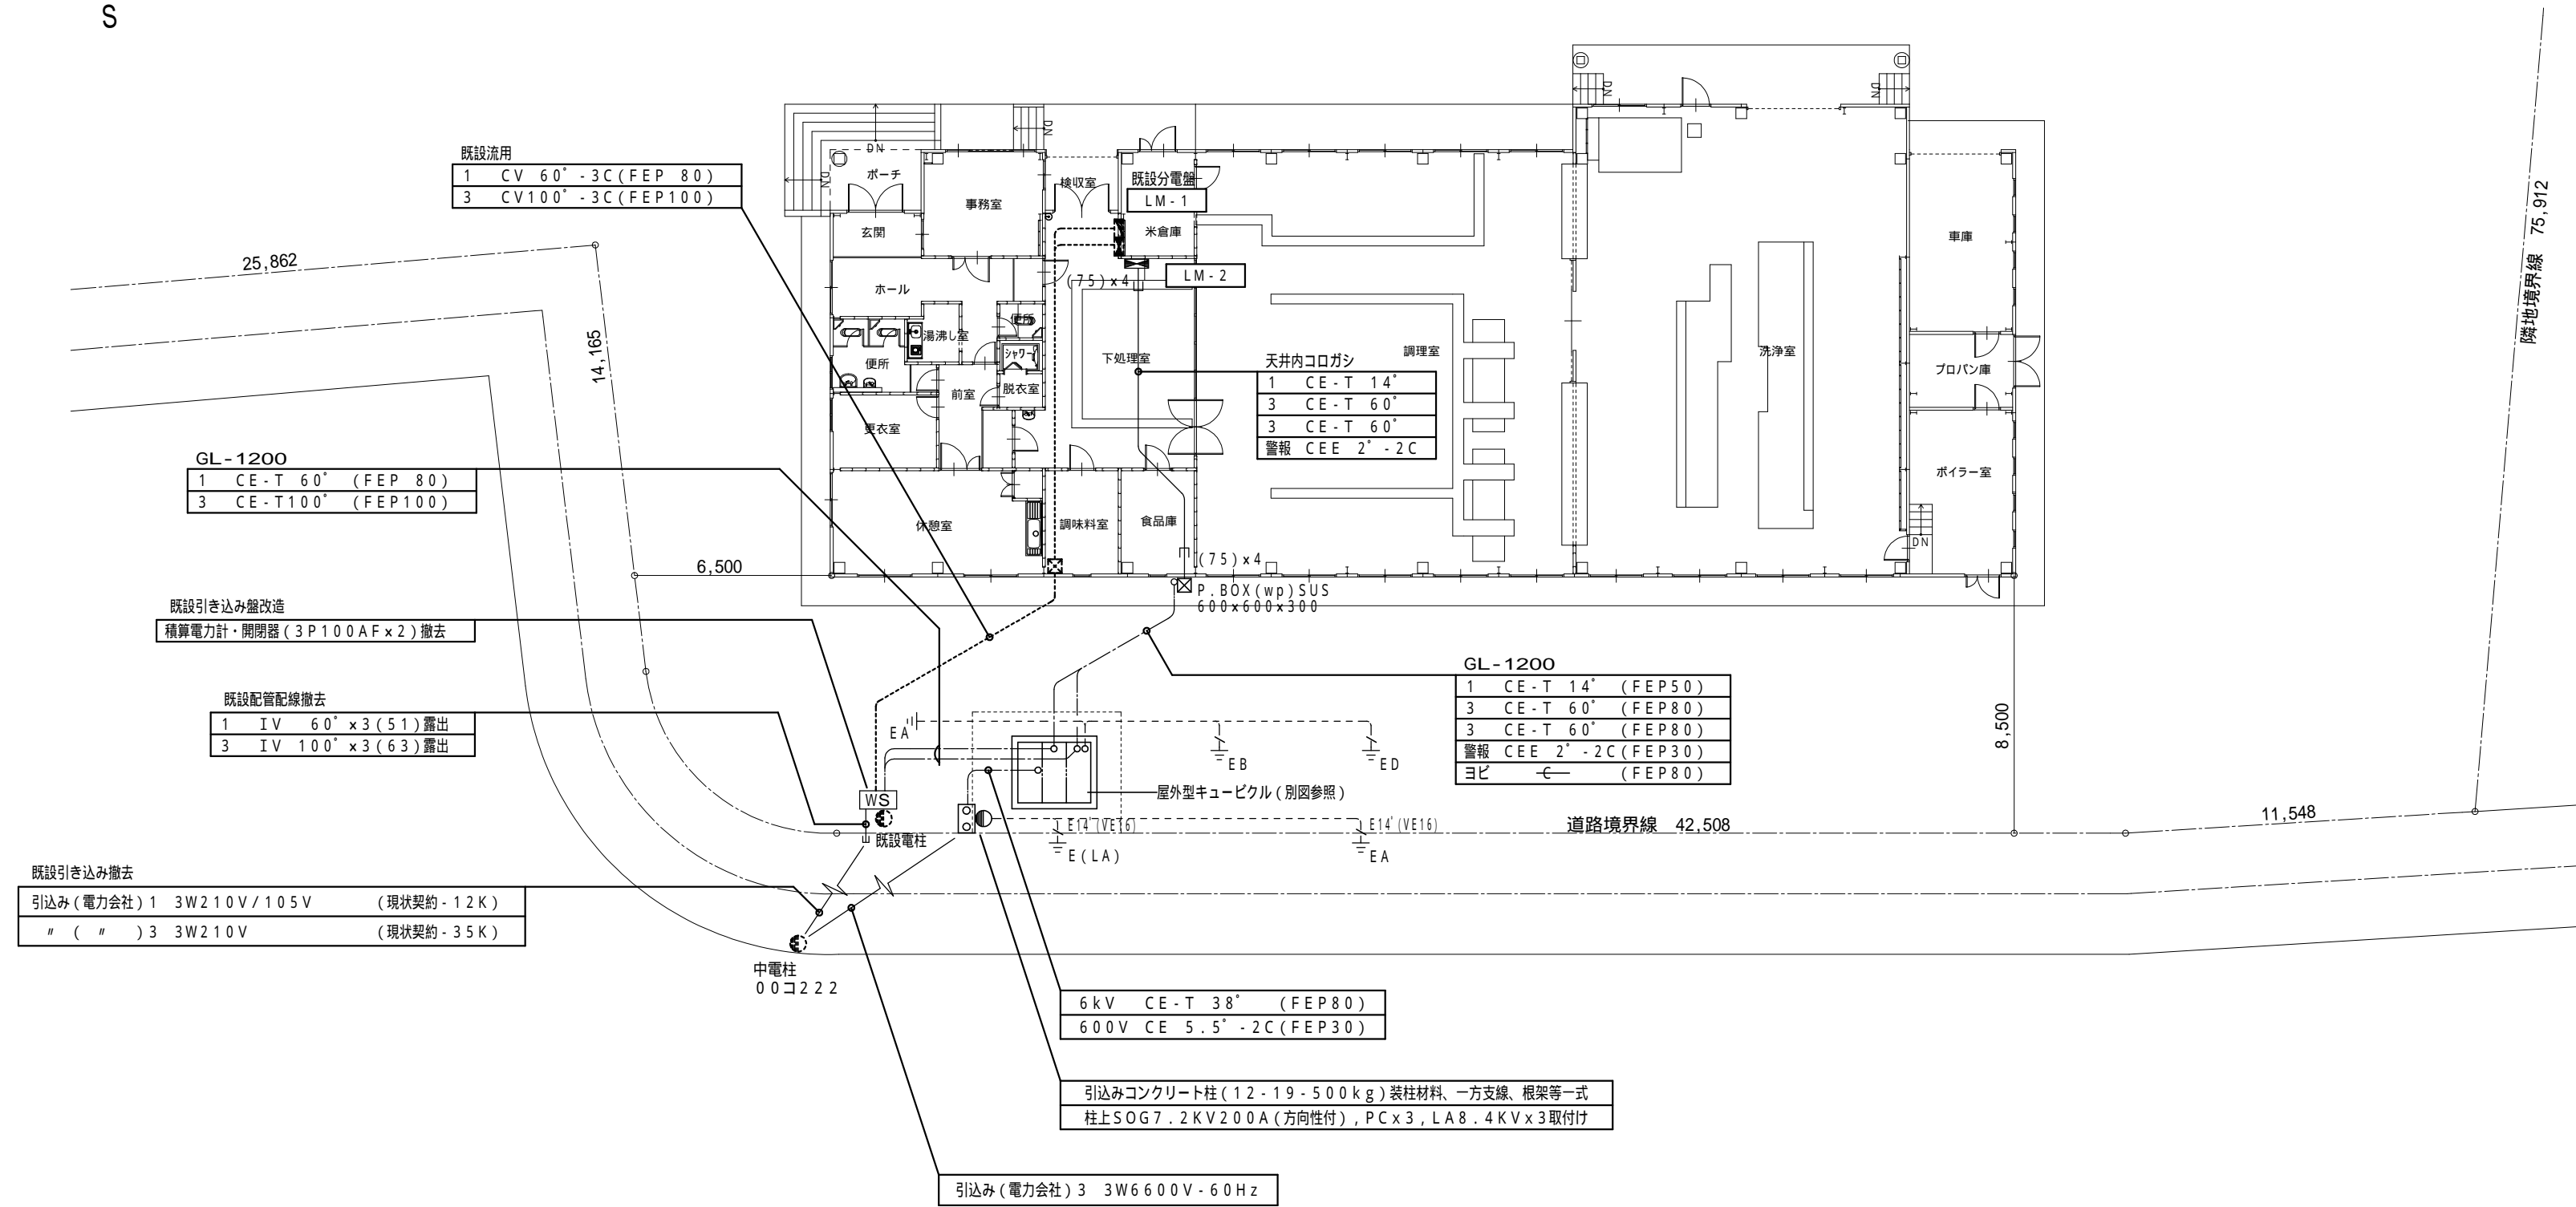 S
既設流用
1 CV 60゜-3C(FEP 80)
3 CV100゜-3C(FEP100)
25,862
14,165
GL-1200
1 CE-T 60゜ (FEP 80)
3 CE-T100゜ (FEP100)
6,500
既設引き込み盤改造
積算電力計・開閉器(3P100AF×2)撤去
既設配管配線撤去
1 IV 60゜×3(51)露出
3 IV 100゜×3(63)露出
既設引き込み撤去
引込み(電力会社)1 3W210V/105V (現状契約-12K)
〃 ( 〃 )3 3W210V (現状契約-35K)
中電柱
00コ222
既設電柱
WS
DN
DN
DN
ポーチ
玄関
事務室
検収室
既設分電盤
LM-1
米倉庫
LM-2
(75)×4
ホール
湯沸し室
便所
便所
シャワー
脱衣室
前室
更衣室
休憩室
下処理室
調味料室
食品庫
(75)×4
P.BOX(wp)SUS
600×600×300
天井内コロガシ
1 CE-T 14゜
3 CE-T 60゜
3 CE-T 60゜
警報 CEE 2゜-2C
調理室
洗浄室
DN
DN
車庫
プロパン庫
ボイラー室
DN
隣地境界線 75,912
GL-1200
1 CE-T 14゜ (FEP50)
3 CE-T 60゜ (FEP80)
3 CE-T 60゜ (FEP80)
警報 CEE 2゜-2C(FEP30)
ヨビ C (FEP80)
8,500
EA
EB
ED
屋外型キュービクル(別図参照)
E14゜(VE16)
E(LA)
E14゜(VE16)
EA
道路境界線 42,508
11,548
6kV CE-T 38゜ (FEP80)
600V CE 5.5゜-2C(FEP30)
引込みコンクリート柱(12-19-500kg)装柱材料、一方支線、根架等一式
柱上SOG7.2KV200A(方向性付),PCx3,LA8.4KVx3取付け
引込み(電力会社)3 3W6600V-60Hz